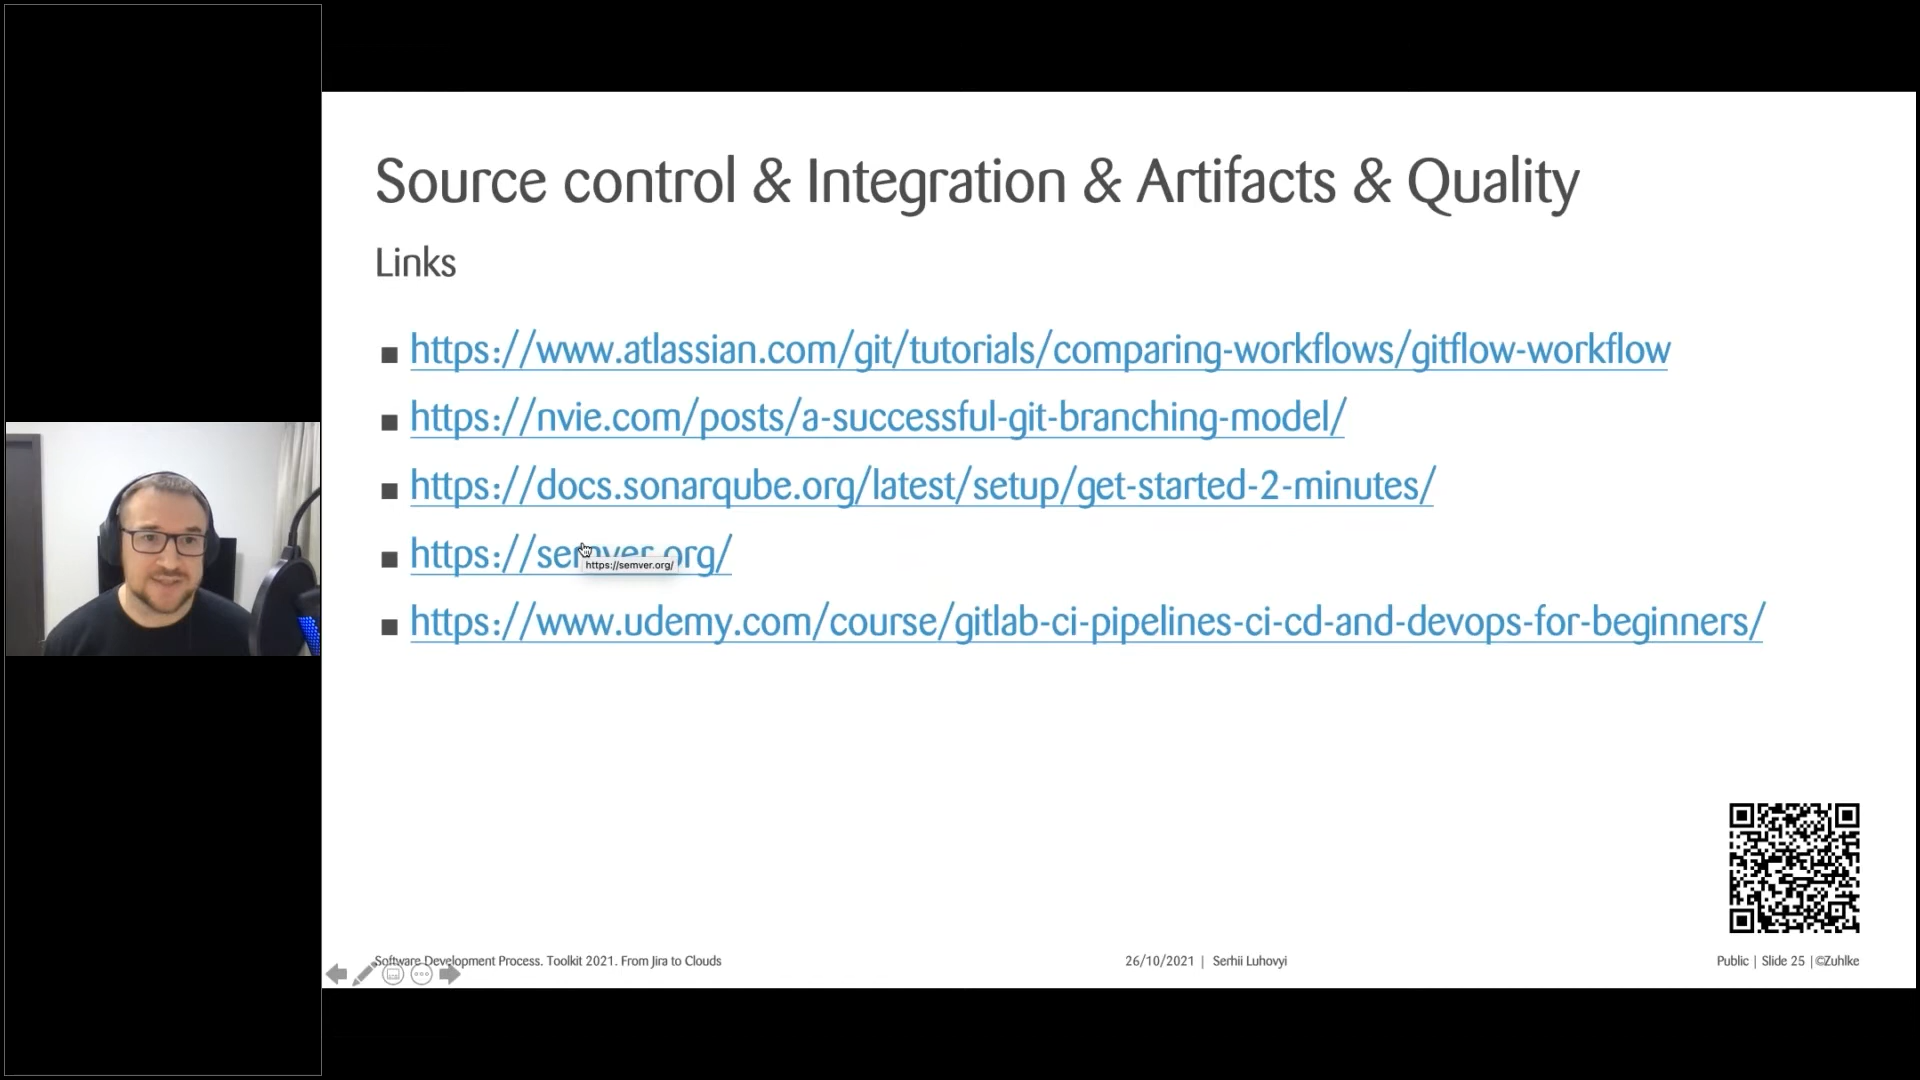 Source control & Integration & Artifacts & Quality
Links
https://www.atlassian.com/git/tutorials/comparing-workflows/gitflow-workflow
https://nvie.com/posts/a-successful-git-branching-model/
https://docs.sonarqube.org/latest/setup/get-started-2-minutes/
https://semver.org/
https://semver.org/
https://www.udemy.com/course/gitlab-ci-pipelines-ci-cd-and-devops-for-beginners/
Software Development Process. Toolkit 2021. From Jira to Clouds
26/10/2021 | Serhii Luhovyi
Public | Slide 25 | ©Zuhlke